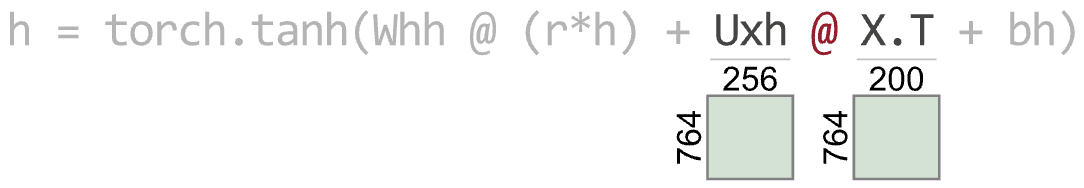 h = torch.tanh(Whh @ (r*h) + Uxh @ X.T + bh)
256 200
764 764